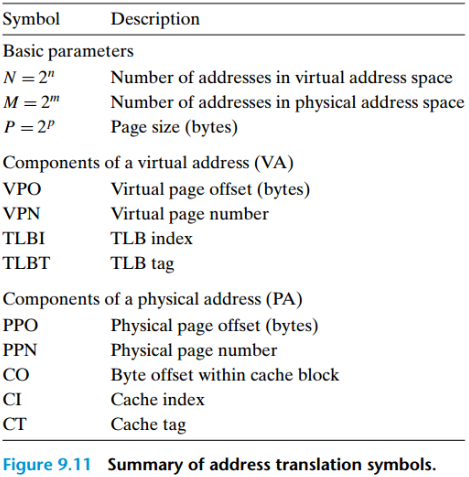 Symbol Description
Basic parameters
N = 2ⁿ Number of addresses in virtual address space
M = 2ᵐ Number of addresses in physical address space
P = 2ᵖ Page size (bytes)
Components of a virtual address (VA)
VPO Virtual page offset (bytes)
VPN Virtual page number
TLBI TLB index
TLBT TLB tag
Components of a physical address (PA)
PPO Physical page offset (bytes)
PPN Physical page number
CO Byte offset within cache block
CI Cache index
CT Cache tag
Figure 9.11 Summary of address translation symbols.